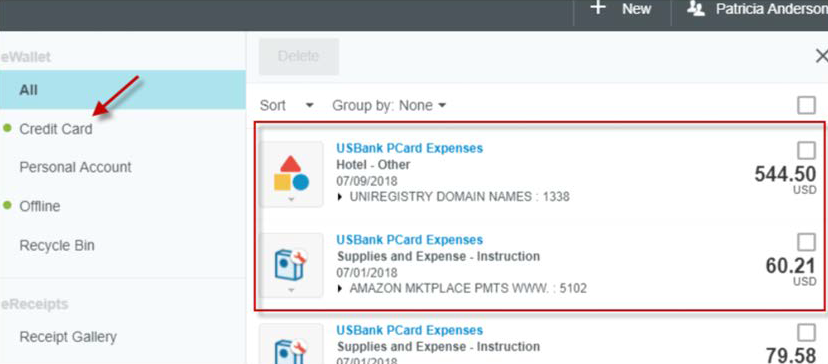 New
Patricia Anderson
eWallet
All
Credit Card
Personal Account
Offline
Recycle Bin
eReceipts
Receipt Gallery
Delete
Sort
Group by: None
USBank PCard Expenses
Hotel - Other
07/09/2018
UNIREGISTRY DOMAIN NAMES : 1338
544.50
USD
USBank PCard Expenses
Supplies and Expense - Instruction
07/01/2018
AMAZON MKTPLACE PMTS WWW. : 5102
60.21
USD
USBank PCard Expenses
Supplies and Expense - Instruction
07/01/2018
79.58